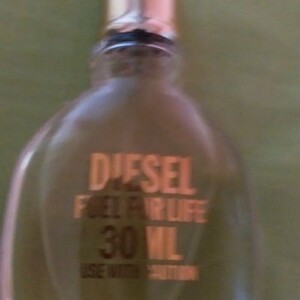 DIESEL
FUEL FOR LIFE
30 ML
USE WITH CAUTION